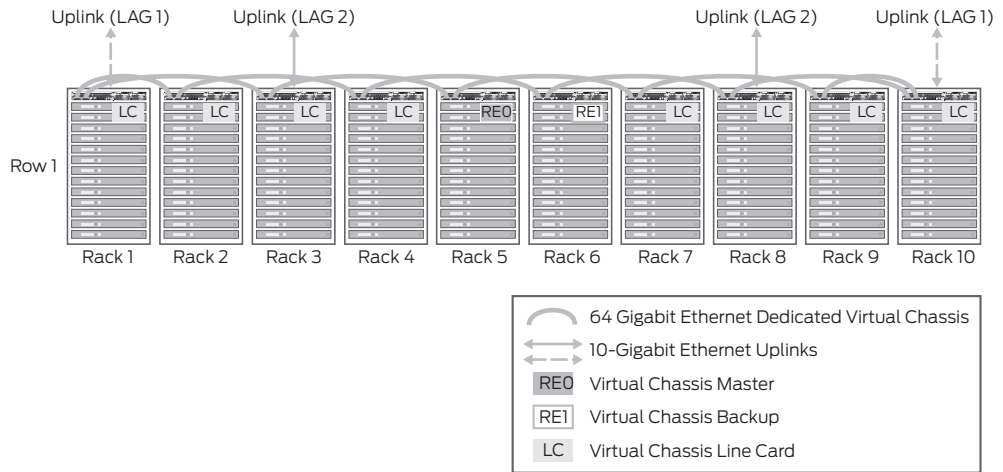 Uplink (LAG 1) Uplink (LAG 2) Uplink (LAG 2) Uplink (LAG 1)
LC LC LC LC RE0 RE1 LC LC LC LC
Row 1
Rack 1 Rack 2 Rack 3 Rack 4 Rack 5 Rack 6 Rack 7 Rack 8 Rack 9 Rack 10
64 Gigabit Ethernet Dedicated Virtual Chassis
10-Gigabit Ethernet Uplinks
RE0 Virtual Chassis Master
RE1 Virtual Chassis Backup
LC Virtual Chassis Line Card